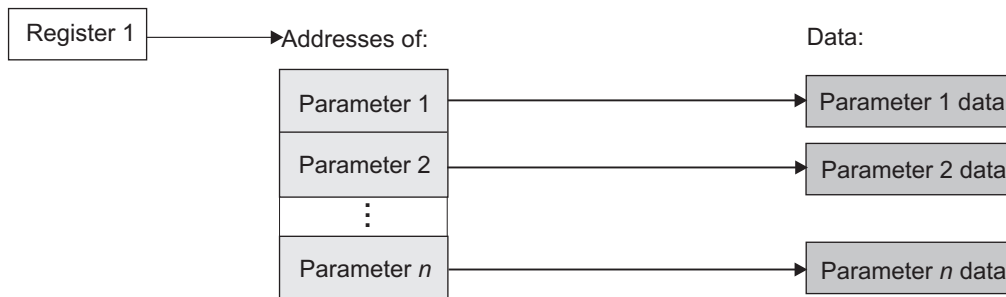 Register 1
Addresses of:
Data:
Parameter 1
Parameter 1 data
Parameter 2
Parameter 2 data
⋮
Parameter n
Parameter n data